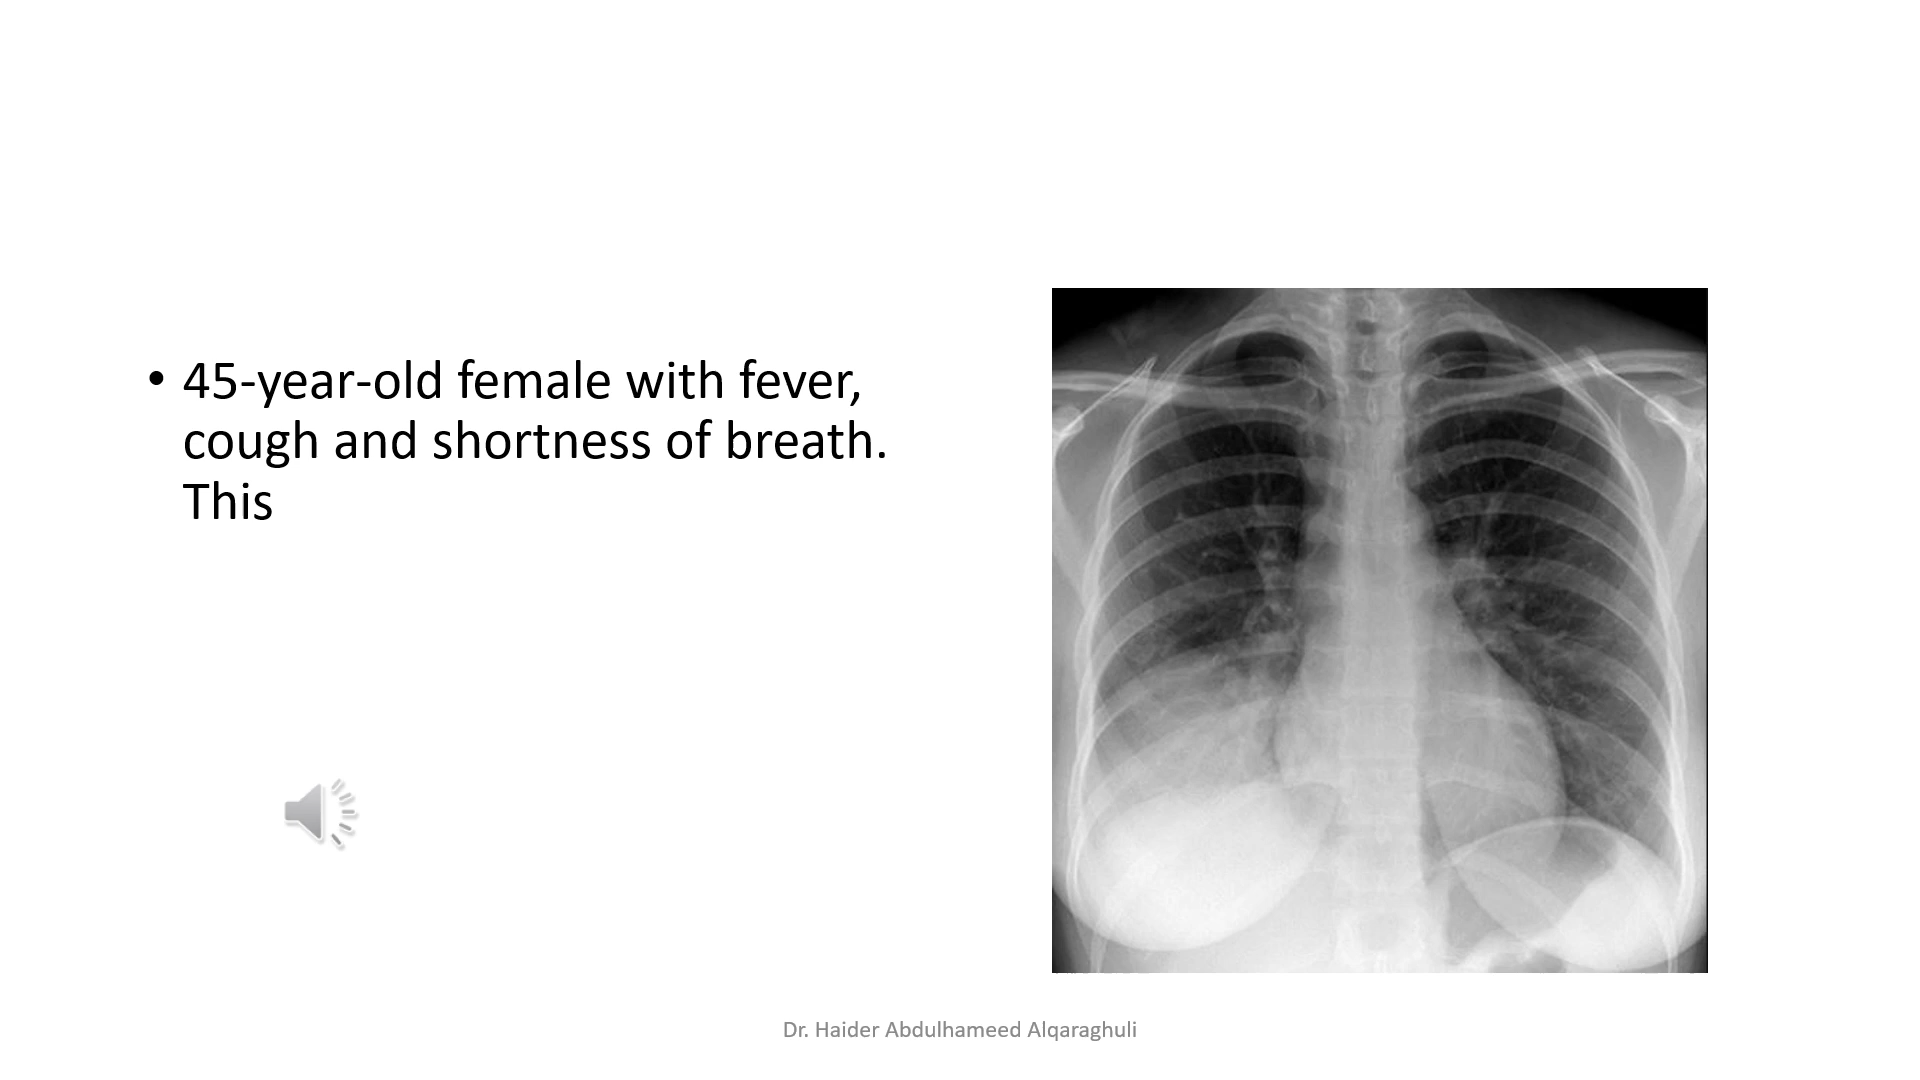 • 45-year-old female with fever,
cough and shortness of breath.
This
Dr. Haider Abdulhameed Alqaraghuli